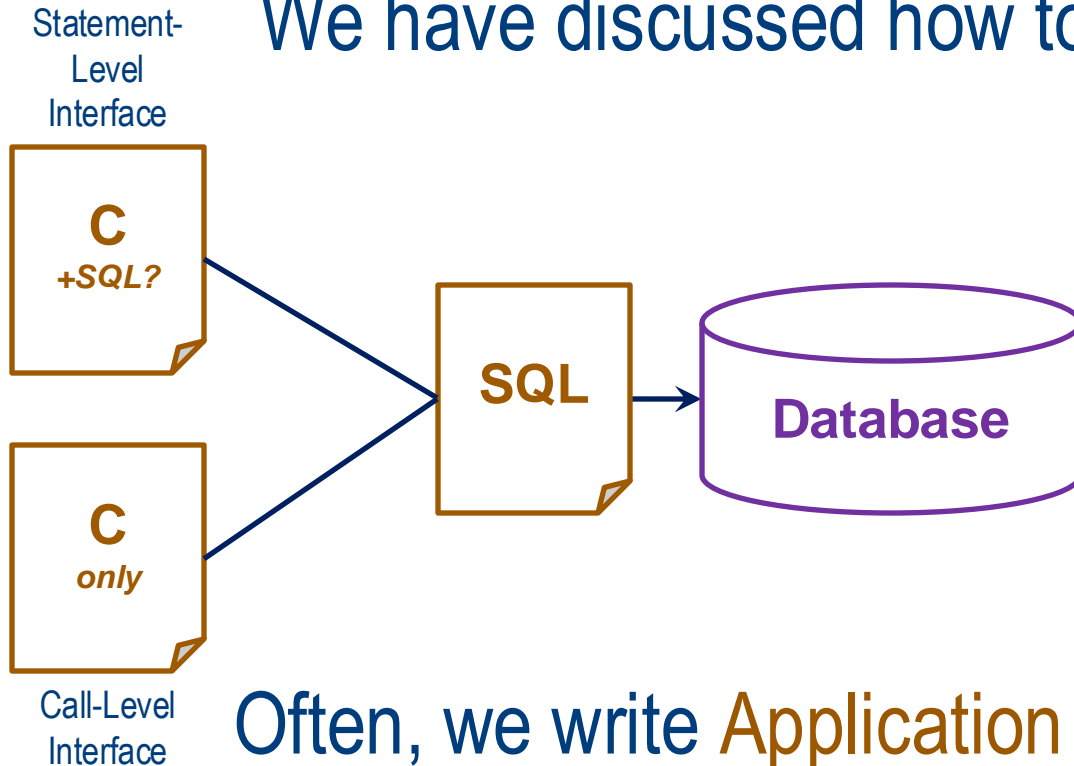 We have discussed how to
Statement-
Level
Interface
C
+SQL?
SQL
Database
C
only
Call-Level
Interface
Often, we write Application